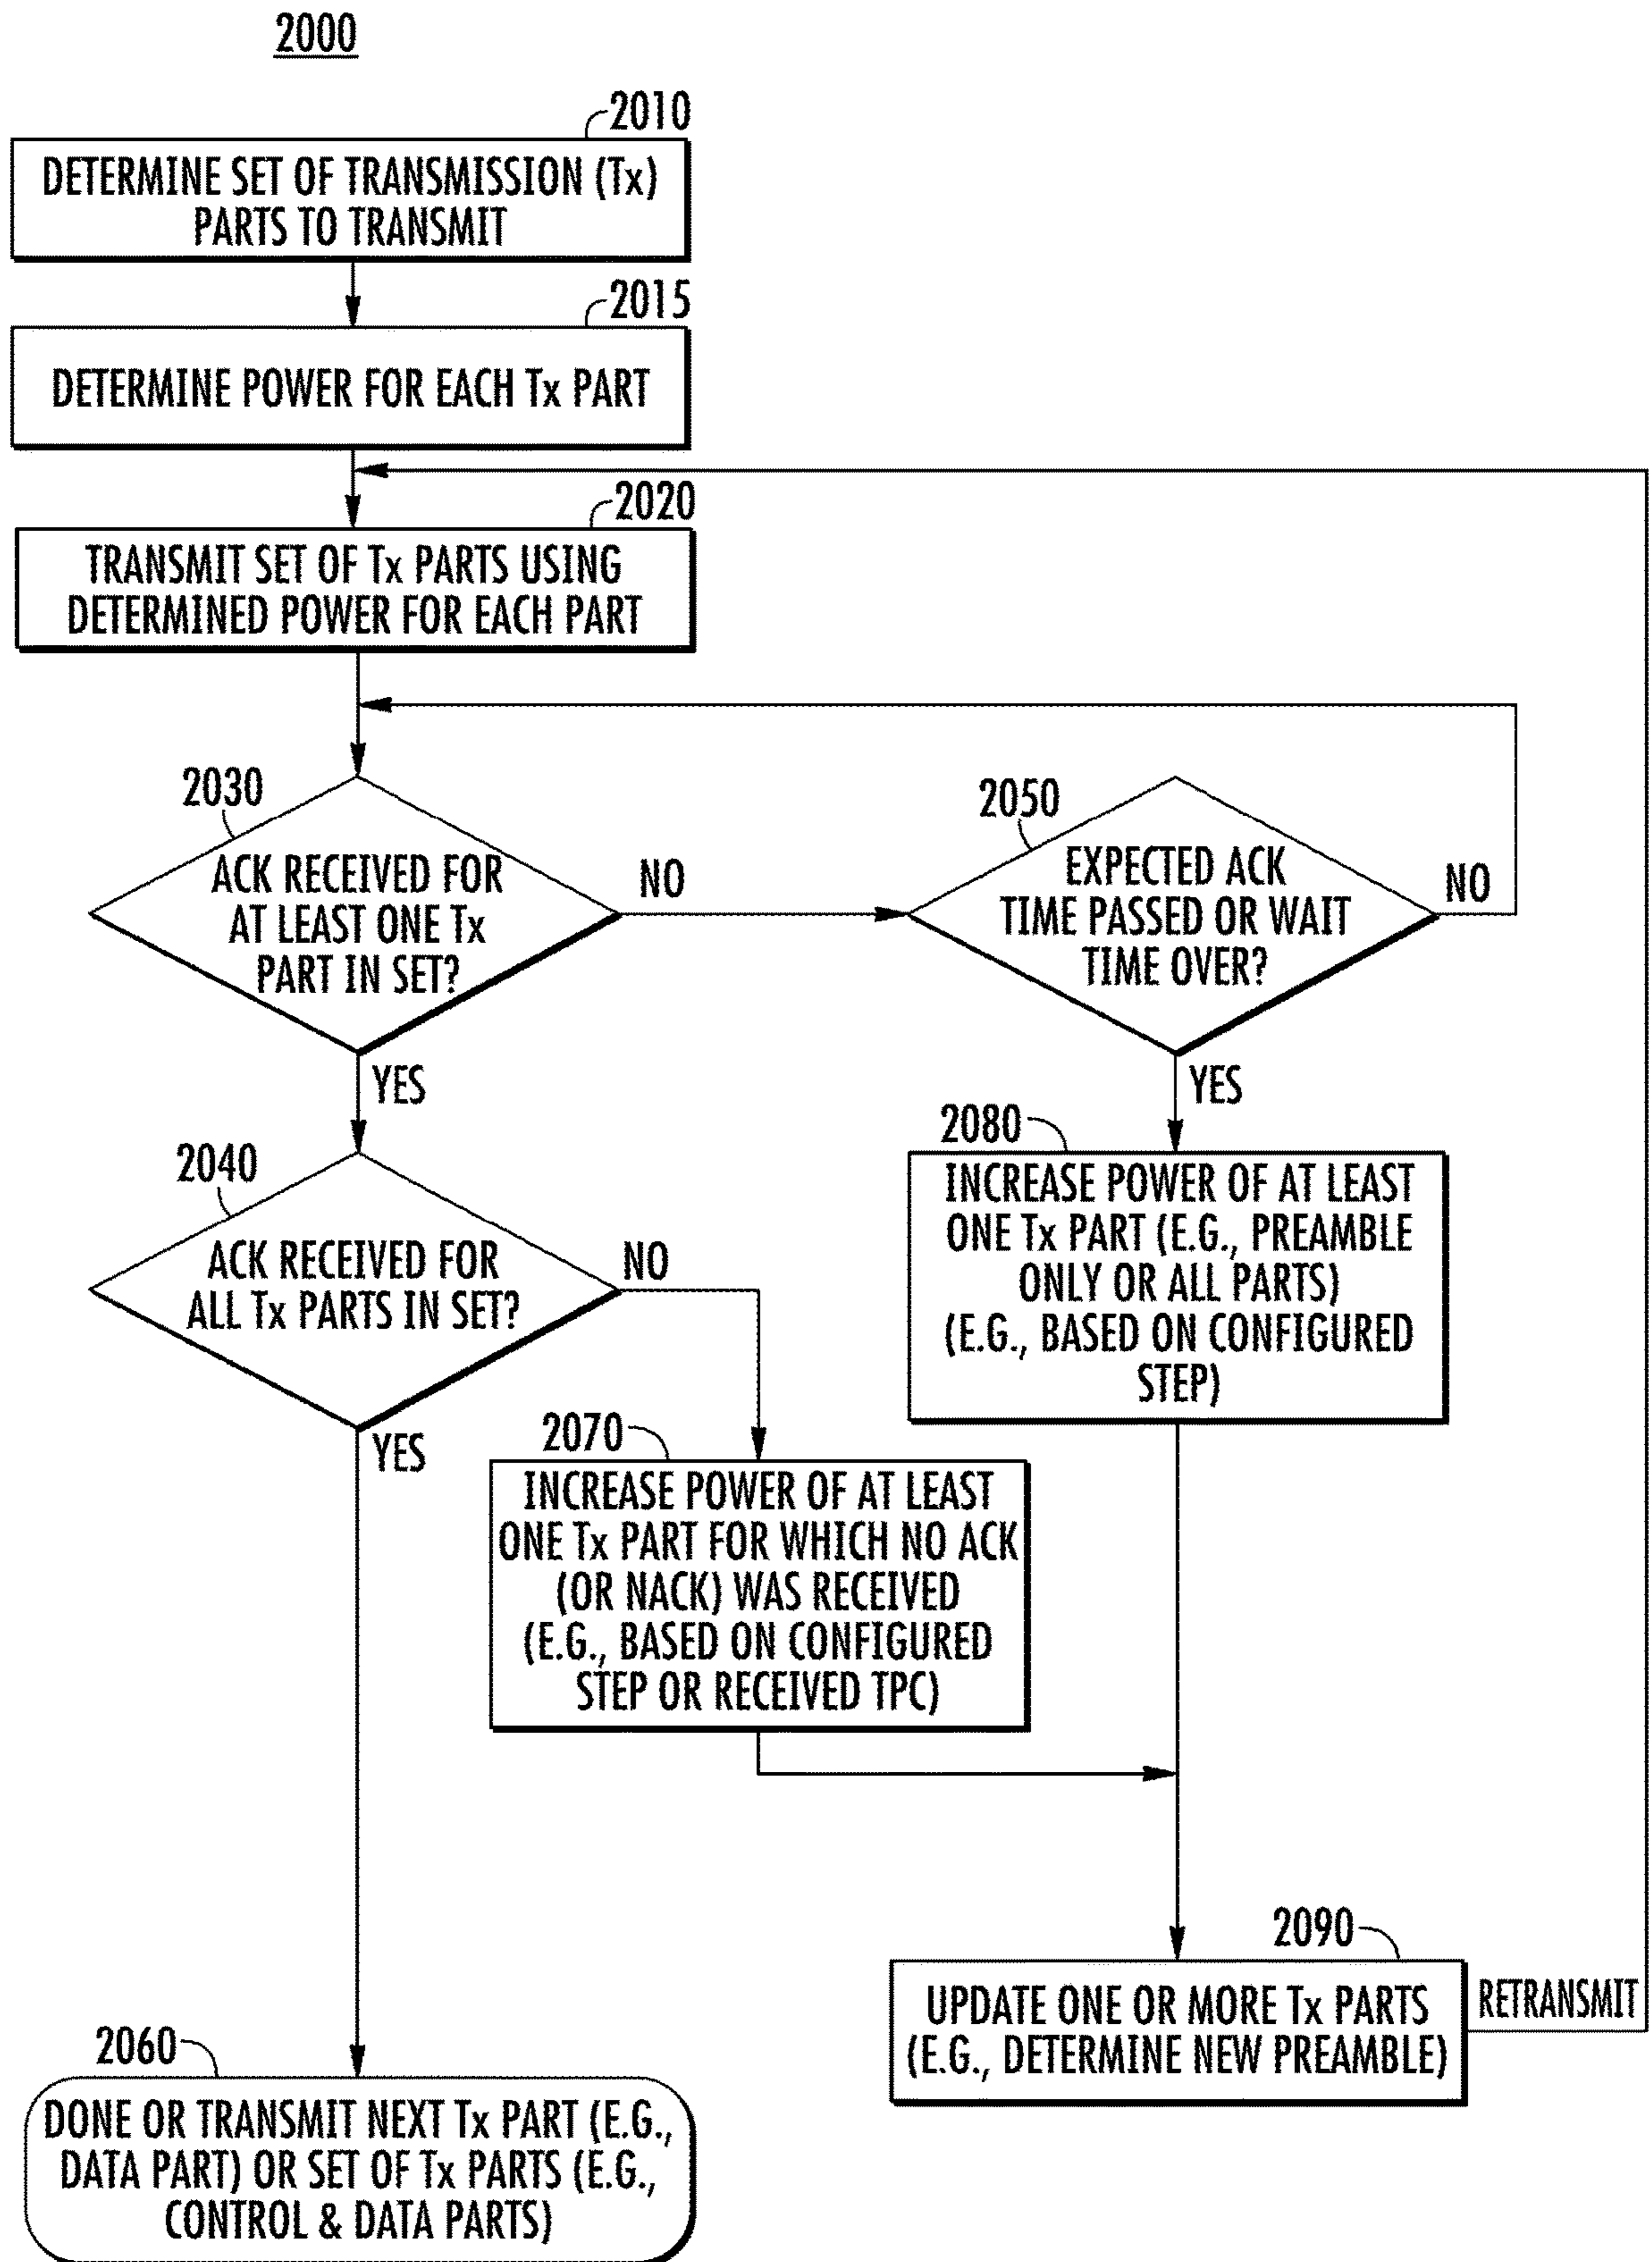 2000
2010
DETERMINE SET OF TRANSMISSION (Tx)
PARTS TO TRANSMIT
2015
DETERMINE POWER FOR EACH Tx PART
2020
TRANSMIT SET OF Tx PARTS USING
DETERMINED POWER FOR EACH PART
2030
ACK RECEIVED FOR
AT LEAST ONE Tx
PART IN SET?
NO
YES
2050
EXPECTED ACK
TIME PASSED OR WAIT
TIME OVER?
NO
YES
2040
ACK RECEIVED FOR
ALL Tx PARTS IN SET?
NO
YES
2080
INCREASE POWER OF AT LEAST
ONE Tx PART (E.G., PREAMBLE
ONLY OR ALL PARTS)
(E.G., BASED ON CONFIGURED
STEP)
2070
INCREASE POWER OF AT LEAST
ONE Tx PART FOR WHICH NO ACK
(OR NACK) WAS RECEIVED
(E.G., BASED ON CONFIGURED
STEP OR RECEIVED TPC)
2090
UPDATE ONE OR MORE Tx PARTS
(E.G., DETERMINE NEW PREAMBLE)
RETRANSMIT
2060
DONE OR TRANSMIT NEXT Tx PART (E.G.,
DATA PART) OR SET OF Tx PARTS (E.G.,
CONTROL & DATA PARTS)